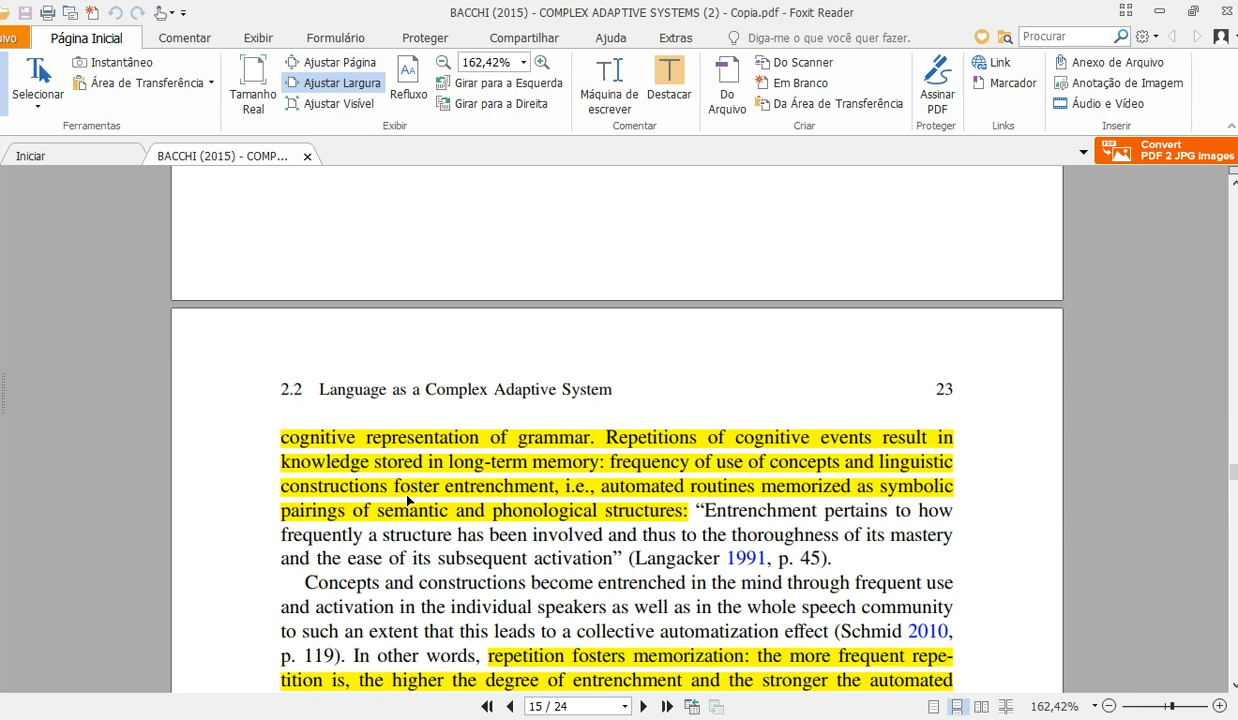 BACCHI (2015) - COMPLEX ADAPTIVE SYSTEMS (2) - Copia.pdf - Foxit Reader
ivo Página Inicial Comentar Exibir Formulário Proteger Compartilhar Ajuda Extras Diga-me o que você quer fazer. Procurar
Selecionar
Instantâneo
Área de Transferência
Ferramentas
Tamanho
Real
Ajustar Página
Ajustar Largura
Ajustar Visível
Refluxo
162,42%
Girar para a Esquerda
Girar para a Direita
Exibir
Máquina de
escrever
Destacar
Comentar
Do
Arquivo
Do Scanner
Em Branco
Da Área de Transferência
Criar
Assinar
PDF
Proteger
Link
Marcador
Links
Anexo de Arquivo
Anotação de Imagem
Áudio e Vídeo
Inserir
Iniciar
BACCHI (2015) - COMP...
Convert
PDF 2 JPG Images
2.2 Language as a Complex Adaptive System 23
cognitive representation of grammar. Repetitions of cognitive events result in
knowledge stored in long-term memory: frequency of use of concepts and linguistic
constructions foster entrenchment, i.e., automated routines memorized as symbolic
pairings of semantic and phonological structures: “Entrenchment pertains to how
frequently a structure has been involved and thus to the thoroughness of its mastery
and the ease of its subsequent activation” (Langacker 1991, p. 45).
Concepts and constructions become entrenched in the mind through frequent use
and activation in the individual speakers as well as in the whole speech community
to such an extent that this leads to a collective automatization effect (Schmid 2010,
p. 119). In other words, repetition fosters memorization: the more frequent repe-
tition is, the higher the degree of entrenchment and the stronger the automated
15 / 24
162,42%